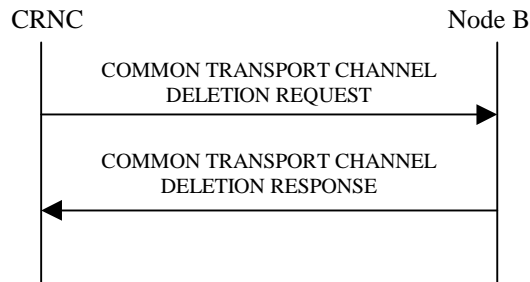 CRNC
Node B
COMMON TRANSPORT CHANNEL
DELETION REQUEST
COMMON TRANSPORT CHANNEL
DELETION RESPONSE